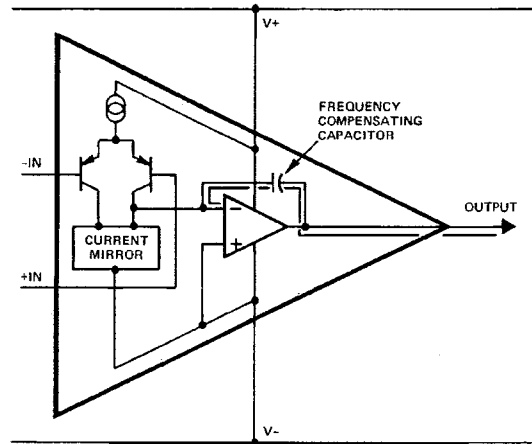 V+
FREQUENCY
COMPENSATING
CAPACITOR
−IN
−
OUTPUT
+
CURRENT
MIRROR
+IN
V−